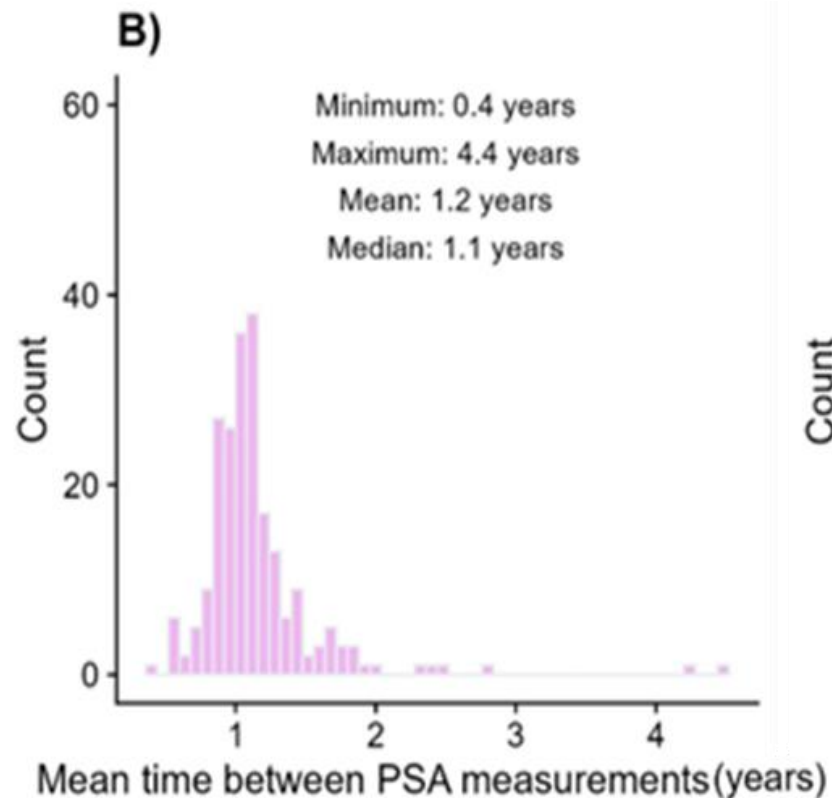 B)
60
Minimum: 0.4 years
Maximum: 4.4 years
Mean: 1.2 years
Median: 1.1 years
40
Count
Count
20
0
1 2 3 4
Mean time between PSA measurements(years)